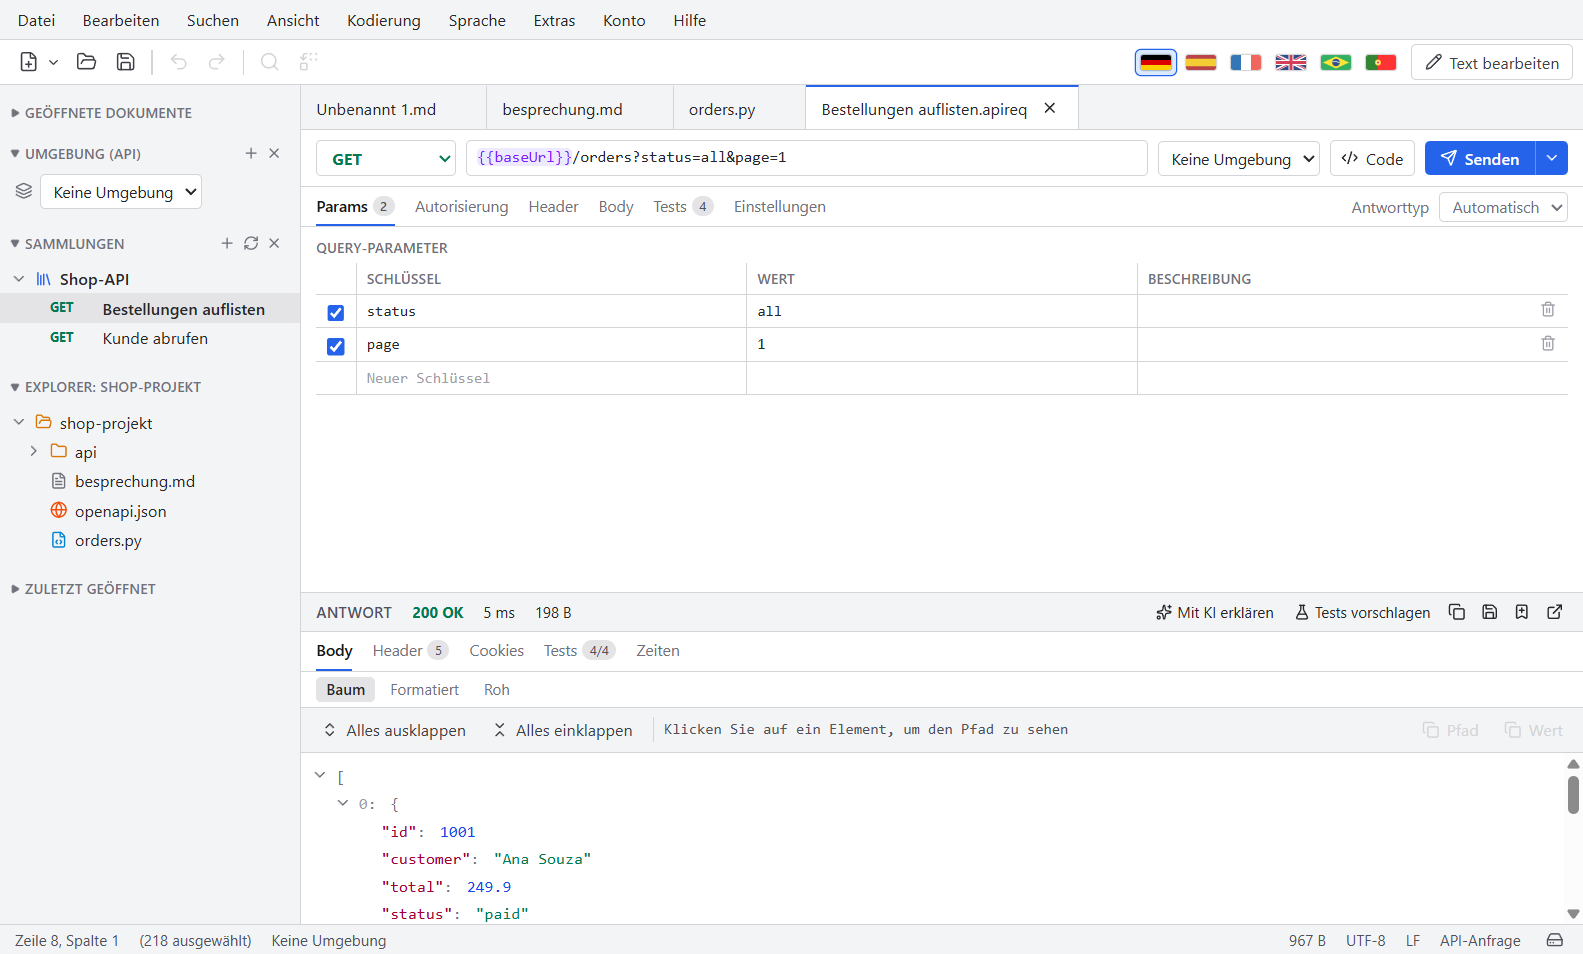 Datei Bearbeiten Suchen Ansicht Kodierung Sprache Extras Konto Hilfe
Text bearbeiten
GEÖFFNETE DOKUMENTE
UMGEBUNG (API)
Keine Umgebung
SAMMLUNGEN
Shop-API
GET Bestellungen auflisten
GET Kunde abrufen
EXPLORER: SHOP-PROJEKT
shop-projekt
api
besprechung.md
openapi.json
orders.py
ZULETZT GEÖFFNET
Unbenannt 1.md besprechung.md orders.py Bestellungen auflisten.apireq
GET {{baseUrl}}/orders?status=all&page=1 Keine Umgebung Code Senden
Params 2 Autorisierung Header Body Tests 4 Einstellungen Antworttyp Automatisch
QUERY-PARAMETER
SCHLÜSSEL WERT BESCHREIBUNG
status all
page 1
Neuer Schlüssel
ANTWORT 200 OK 5 ms 198 B Mit KI erklären Tests vorschlagen
Body Header 5 Cookies Tests 4/4 Zeiten
Baum Formatiert Roh
Alles ausklappen Alles einklappen Klicken Sie auf ein Element, um den Pfad zu sehen Pfad Wert
[
0: {
"id": 1001
"customer": "Ana Souza"
"total": 249.9
"status": "paid"
Zeile 8, Spalte 1 (218 ausgewählt) Keine Umgebung 967 B UTF-8 LF API-Anfrage